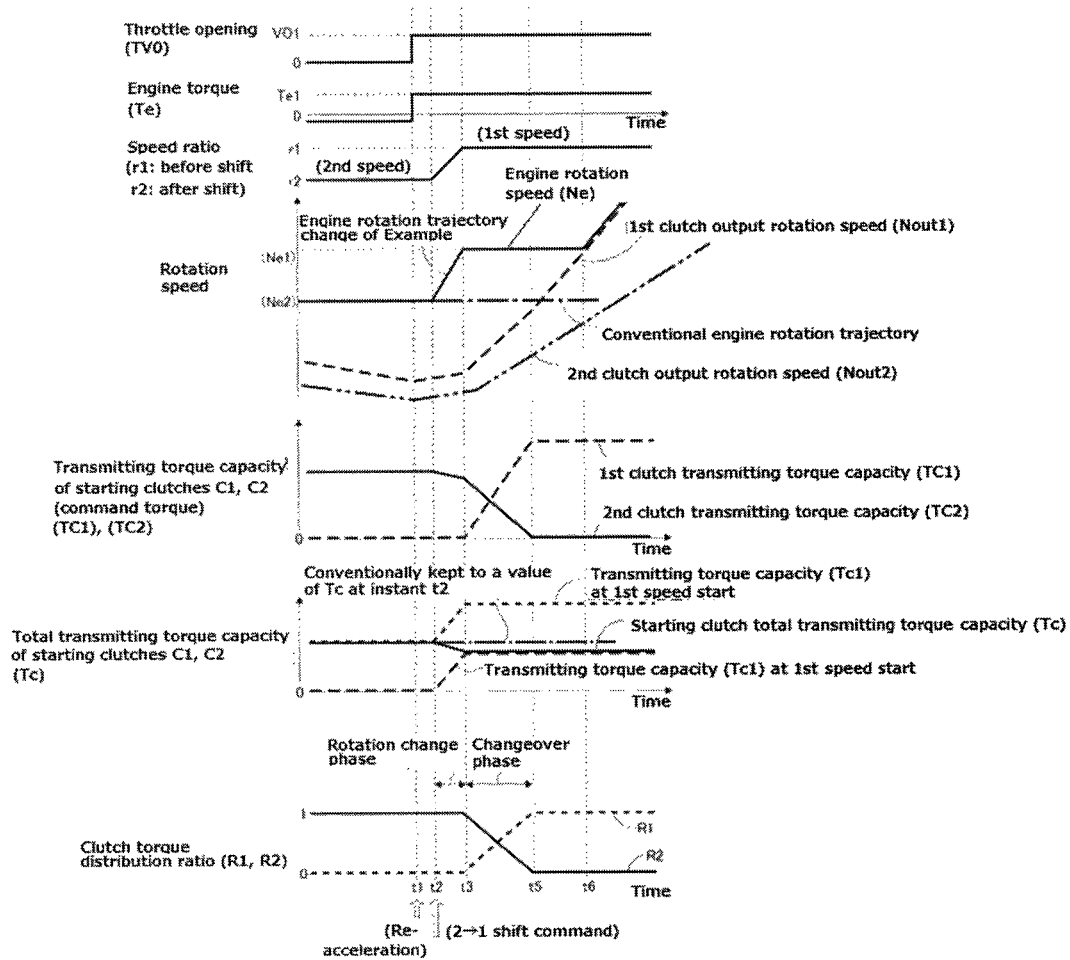 Throttle opening
(TV0)
VO1
0
Engine torque
(Te)
Te1
0
Time
Speed ratio
(r1: before shift
r2: after shift)
r1
r2
(2nd speed)
(1st speed)
Engine rotation
speed (Ne)
Engine rotation trajectory
change of Example
1st clutch output rotation speed (Nout1)
Rotation
speed
(Ne1)
(Ne2)
Conventional engine rotation trajectory
2nd clutch output rotation speed (Nout2)
Transmitting torque capacity
of starting clutches C1, C2
(command torque)
(TC1), (TC2)
1st clutch transmitting torque capacity (TC1)
2nd clutch transmitting torque capacity (TC2)
0
Time
Conventionally kept to a value
of Tc at instant t2
Transmitting torque capacity (Tc1)
at 1st speed start
Total transmitting torque capacity
of starting clutches C1, C2
(Tc)
Starting clutch total transmitting torque capacity (Tc)
Transmitting torque capacity (Tc1) at 1st speed start
0
Time
Rotation change
phase
Changeover
phase
Clutch torque
distribution ratio (R1, R2)
1
0
R1
R2
t1 t2 t3 t5 t6
Time
(Re-
acceleration)
(2→1 shift command)